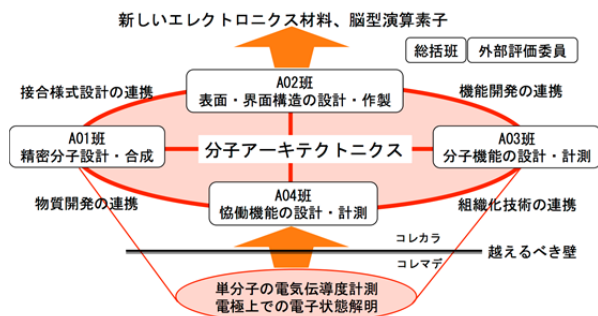 新しいエレクトロニクス材料、脳型演算素子
総括班
外部評価委員
接合様式設計の連携
A02班
表面・界面構造の設計・作製
機能開発の連携
A01班
精密分子設計・合成
分子アーキテクトニクス
A03班
分子機能の設計・計測
物質開発の連携
A04班
恊働機能の設計・計測
組織化技術の連携
コレカラ
越えるべき壁
コレマデ
単分子の電気伝導度計測
電極上での電子状態解明